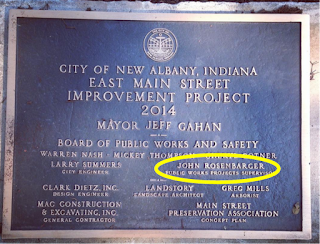 CITY OF NEW ALBANY, INDIANA
EAST MAIN STREET
IMPROVEMENT PROJECT
2014
MAYOR JEFF GAHAN
BOARD OF PUBLIC WORKS AND SAFETY
WARREN NASH · MICKEY
LARRY SUMMERS JOHN ROSENBARGER
CITY ENGINEER PUBLIC WORKS PROJECTS SUPERVISOR
CLARK DIETZ, INC. LANDSTORY GREG MILLS
DESIGN ENGINEER LANDSCAPE ARCHITECT ARBORIST
MAC CONSTRUCTION MAIN STREET
& EXCAVATING, INC. PRESERVATION ASSOCIATION
GENERAL CONTRACTOR CONCEPT PLAN